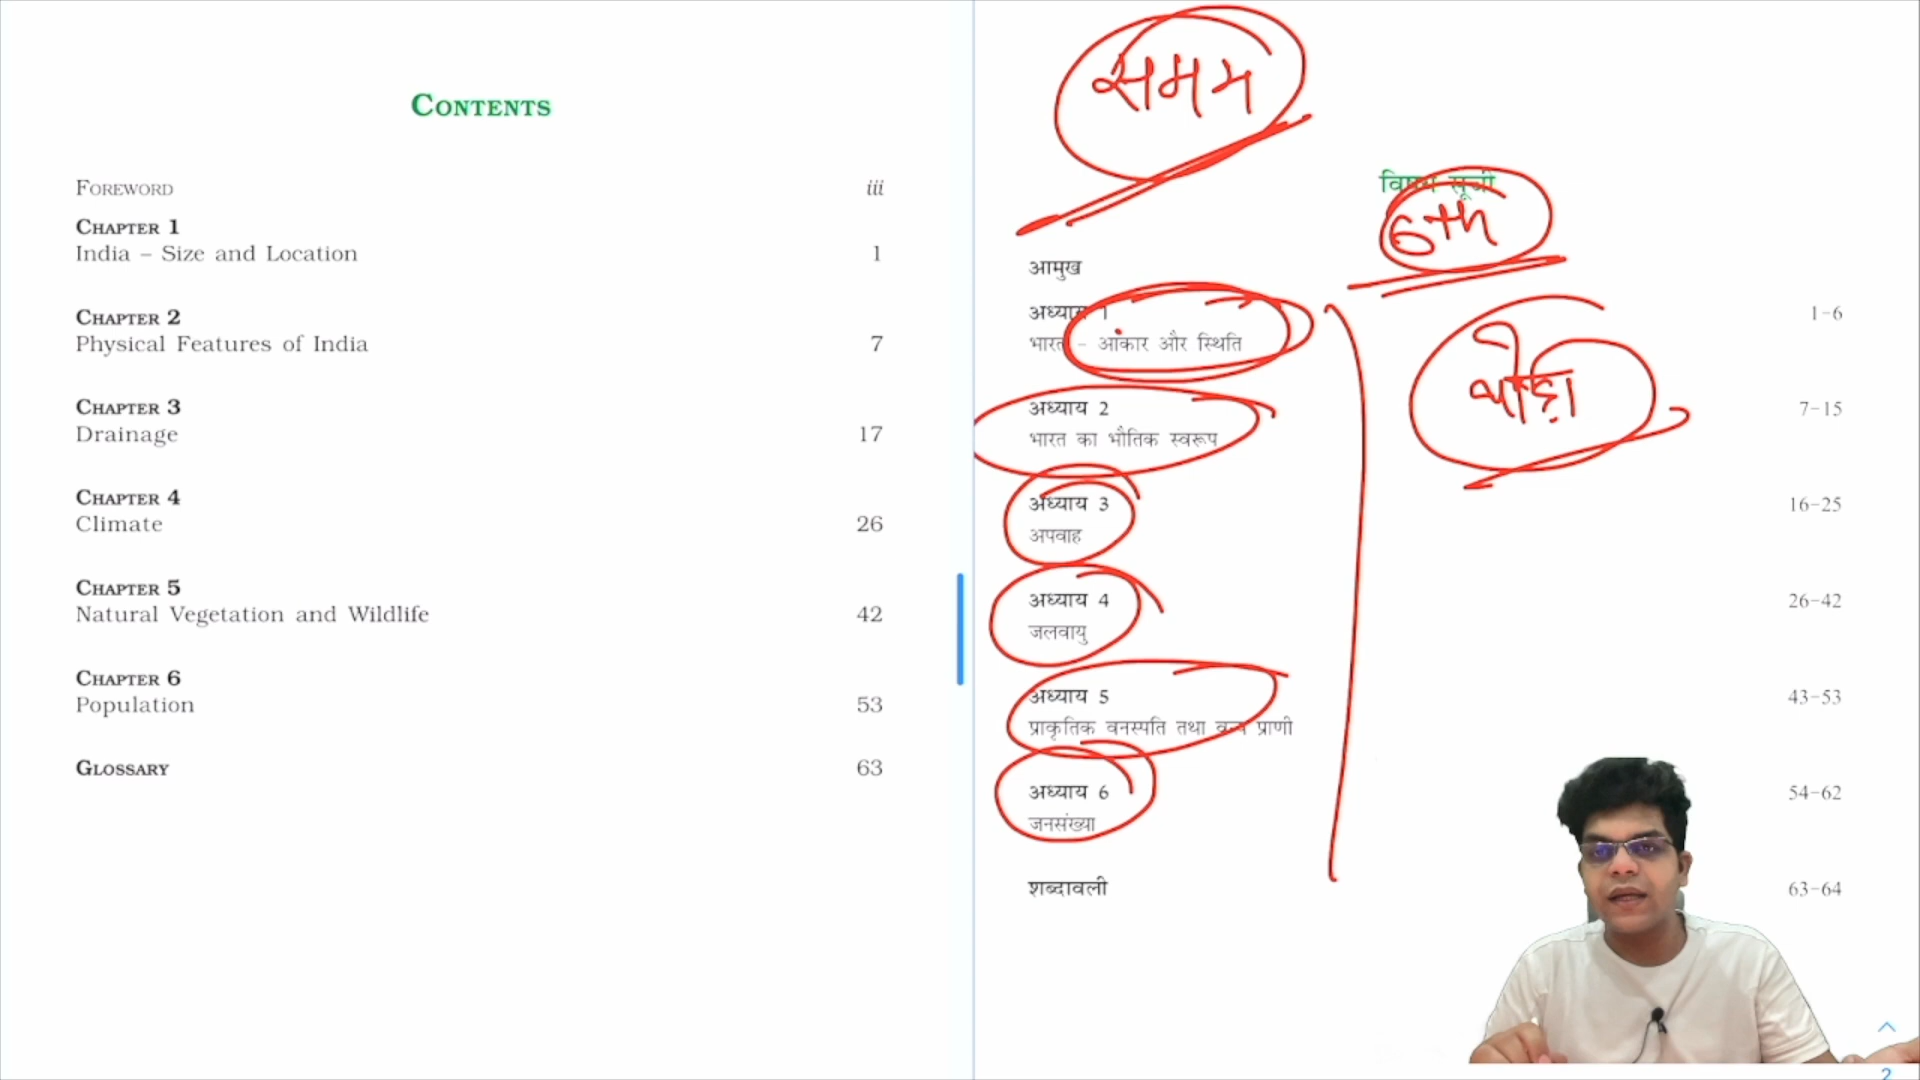 CONTENTS
FOREWORD iii
CHAPTER 1
India – Size and Location 1
CHAPTER 2
Physical Features of India 7
CHAPTER 3
Drainage 17
CHAPTER 4
Climate 26
CHAPTER 5
Natural Vegetation and Wildlife 42
CHAPTER 6
Population 53
GLOSSARY 63
समय
विषय सूची
6th
आमुख
अध्याय 1 1-6
भारत - आकार और स्थिति
थोड़ा
अध्याय 2 7-15
भारत का भौतिक स्वरूप
अध्याय 3 16-25
अपवाह
अध्याय 4 26-42
जलवायु
अध्याय 5 43-53
प्राकृतिक वनस्पति तथा वन्य प्राणी
अध्याय 6 54-62
जनसंख्या
शब्दावली 63-64
2